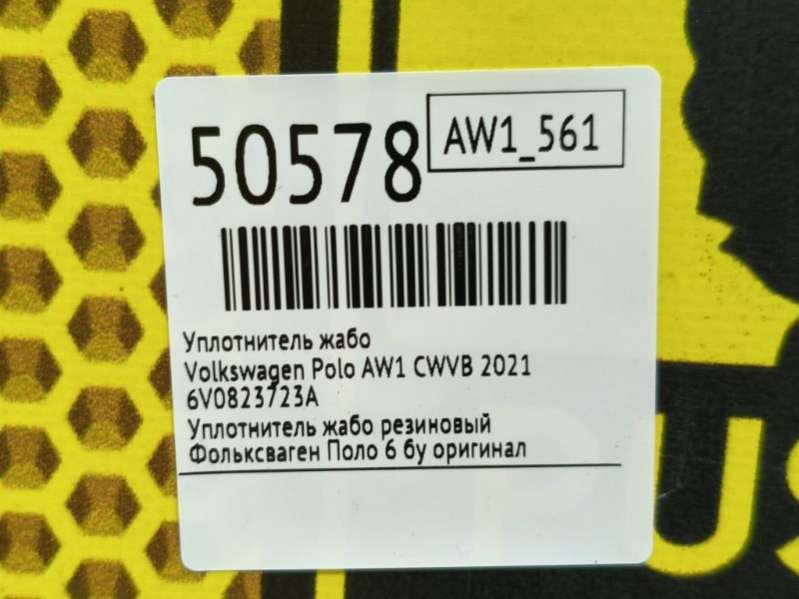 50578
AW1_561
Уплотнитель жабо
Volkswagen Polo AW1 CWVB 2021
6V0823723A
Уплотнитель жабо резиновый
Фольксваген Поло 6 бу оригинал